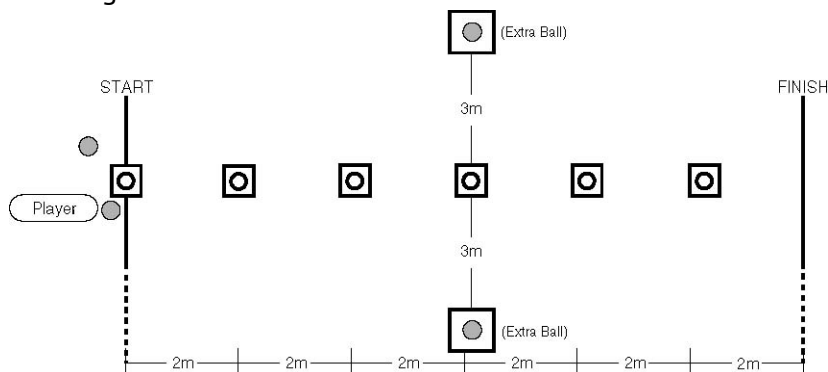 (Extra Ball)
START
FINISH
3m
Player
3m
(Extra Ball)
2m 2m 2m 2m 2m 2m